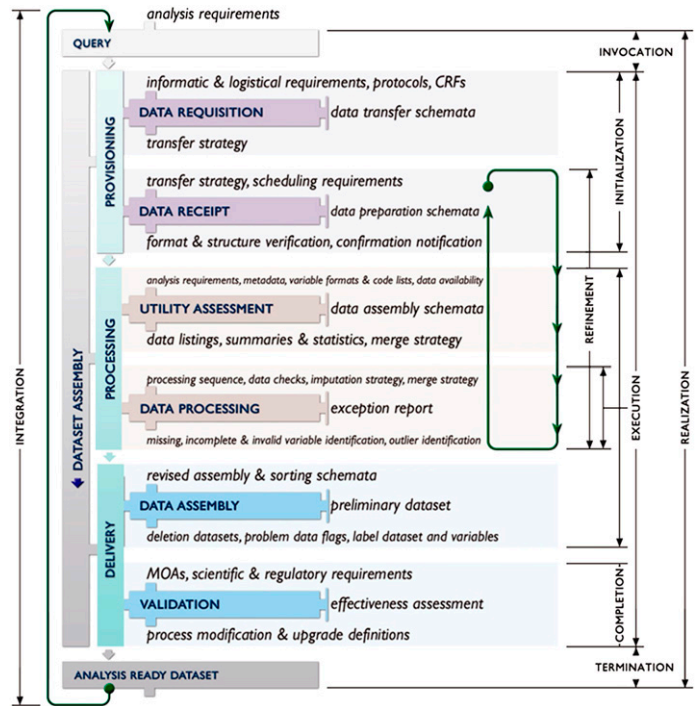 analysis requirements
QUERY
INVOCATION
informatic & logistical requirements, protocols, CRFs
DATA REQUISITION
data transfer schemata
transfer strategy
PROVISIONING
INITIALIZATION
transfer strategy, scheduling requirements
DATA RECEIPT
data preparation schemata
format & structure verification, confirmation notification
analysis requirements, metadata, variable formats & code lists, data availability
UTILITY ASSESSMENT
data assembly schemata
data listings, summaries & statistics, merge strategy
PROCESSING
REFINEMENT
INTEGRATION
DATASET ASSEMBLY
processing sequence, data checks, imputation strategy, merge strategy
DATA PROCESSING
exception report
missing, incomplete & invalid variable identification, outlier identification
EXECUTION
REALIZATION
revised assembly & sorting schemata
DATA ASSEMBLY
preliminary dataset
deletion datasets, problem data flags, label dataset and variables
DELIVERY
MOAs, scientific & regulatory requirements
VALIDATION
effectiveness assessment
process modification & upgrade definitions
COMPLETION
ANALYSIS READY DATASET
TERMINATION